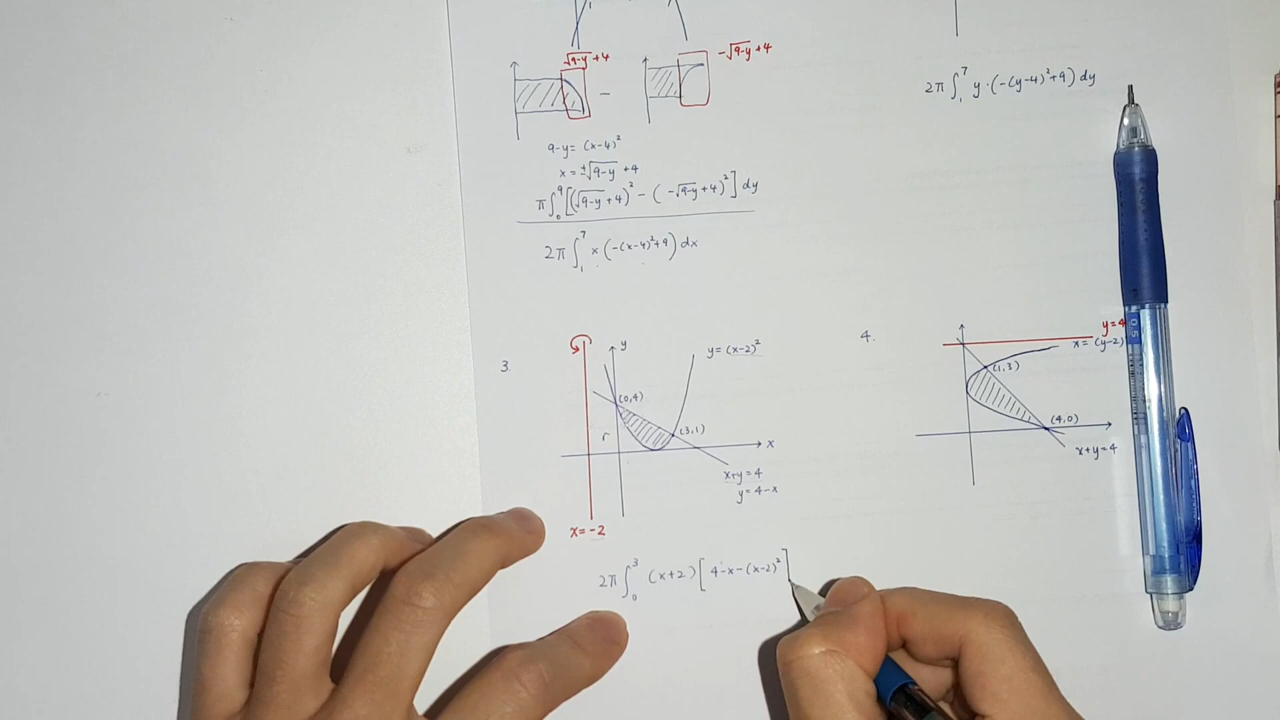 √9-y +4
-√9-y +4
9-y= (x-4)²
x = ±√9-y +4
π∫₀⁹ [(√9-y +4)² - ( -√9-y +4)² ] dy
2π ∫₁⁷ x (-(x-4)²+9) dx
2π ∫₁⁷ y · (-(y-4)²+9) dy
3.
y
y= (x-2)²
(0,4)
(3,1)
r
x
x+y=4
y=4-x
x=-2
2π ∫₀³ (x+2) [ 4-x-(x-2)² ]
4.
y=4
x= (y-2)
(1,3)
(4,0)
x+y=4
0.5